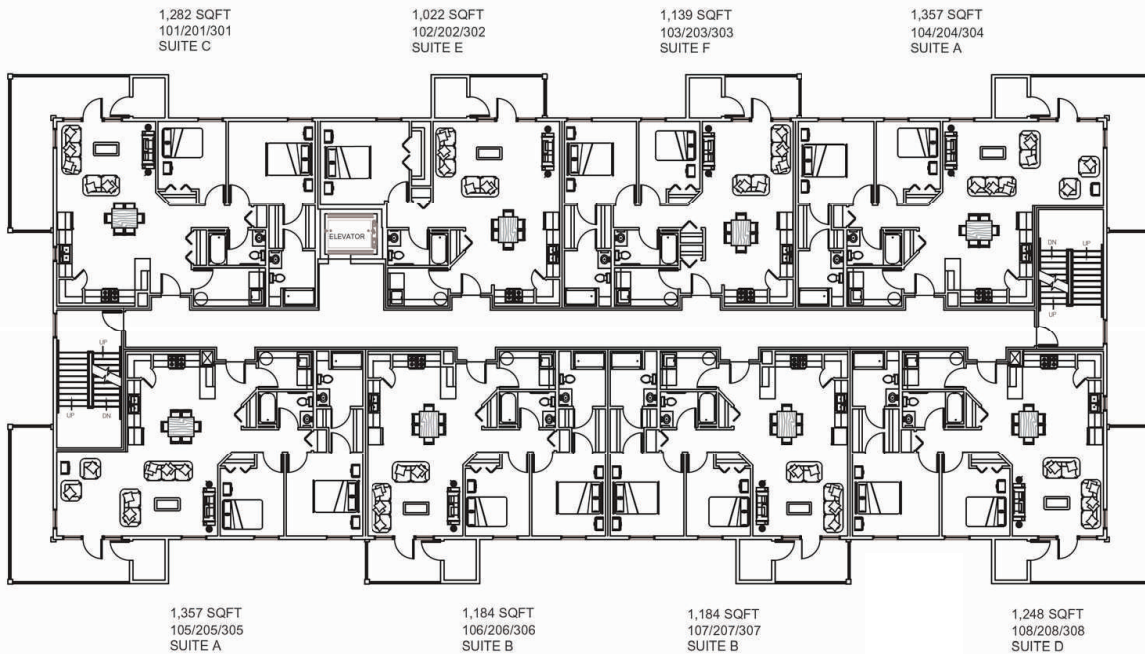 1,282 SQFT
101/201/301
SUITE C
1,022 SQFT
102/202/302
SUITE E
1,139 SQFT
103/203/303
SUITE F
1,357 SQFT
104/204/304
SUITE A
ELEVATOR
DN
UP
UP
UP
UP
DN
1,357 SQFT
105/205/305
SUITE A
1,184 SQFT
106/206/306
SUITE B
1,184 SQFT
107/207/307
SUITE B
1,248 SQFT
108/208/308
SUITE D